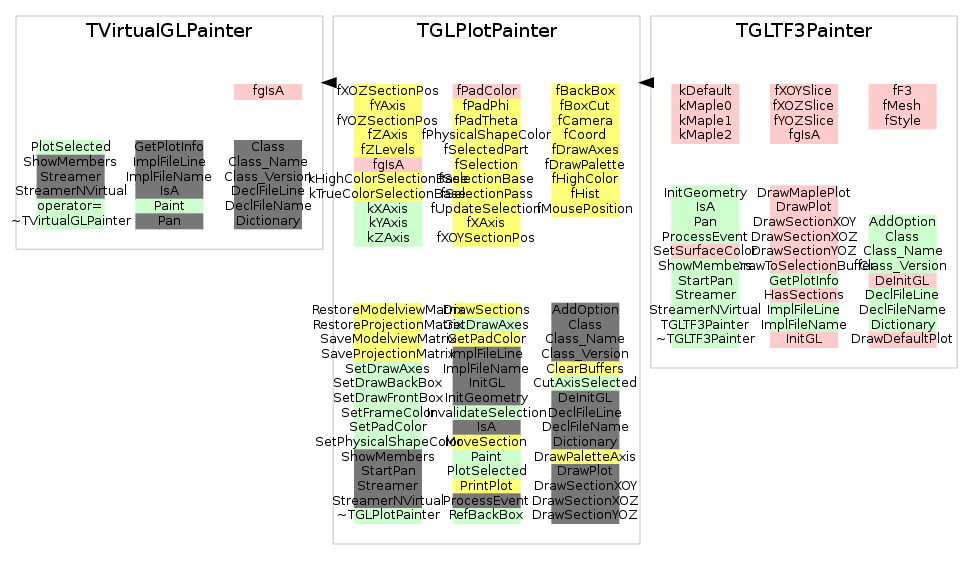 TVirtualGLPainter
fgIsA
PlotSelected GetPlotInfo Class
ShowMembers ImplFileLine Class_Name
Streamer ImplFileName Class_Version
StreamerNVirtual IsA DeclFileLine
operator= Paint DeclFileName
~TVirtualGLPainter Pan Dictionary
TGLPlotPainter
fXOZSectionPos fPadColor fBackBox
fYAxis fPadPhi fBoxCut
fYOZSectionPos fPadTheta fCamera
fZAxis fPhysicalShapeColor fCoord
fZLevels fSelectedPart fDrawAxes
fgIsA fSelection fDrawPalette
kHighColorSelectionBase fSelectionBase fHighColor
kTrueColorSelectionBase fSelectionPass fHist
kXAxis fUpdateSelection fMousePosition
kYAxis fXAxis
kZAxis fXOYSectionPos
RestoreModelviewMatrix DrawSections AddOption
RestoreProjectionMatrix GetDrawAxes Class
SaveModelviewMatrix GetPadColor Class_Name
SaveProjectionMatrix ImplFileLine Class_Version
SetDrawAxes ImplFileName ClearBuffers
SetDrawBackBox InitGL CutAxisSelected
SetDrawFrontBox InitGeometry DeInitGL
SetFrameColor InvalidateSelection DeclFileLine
SetPadColor IsA DeclFileName
SetPhysicalShapeColor MoveSection Dictionary
ShowMembers Paint DrawPaletteAxis
StartPan PlotSelected DrawPlot
Streamer PrintPlot DrawSectionXOY
StreamerNVirtual ProcessEvent DrawSectionXOZ
~TGLPlotPainter RefBackBox DrawSectionYOZ
TGLTF3Painter
kDefault fXOYSlice fF3
kMaple0 fXOZSlice fMesh
kMaple1 fYOZSlice fStyle
kMaple2 fgIsA
InitGeometry DrawMaplePlot
IsA DrawPlot
Pan DrawSectionXOY AddOption
ProcessEvent DrawSectionXOZ Class
SetSurfaceColor DrawSectionYOZ Class_Name
ShowMembers DrawToSelectionBuffer Class_Version
StartPan GetPlotInfo DeInitGL
Streamer HasSections DeclFileLine
StreamerNVirtual ImplFileLine DeclFileName
TGLTF3Painter ImplFileName Dictionary
~TGLTF3Painter InitGL DrawDefaultPlot